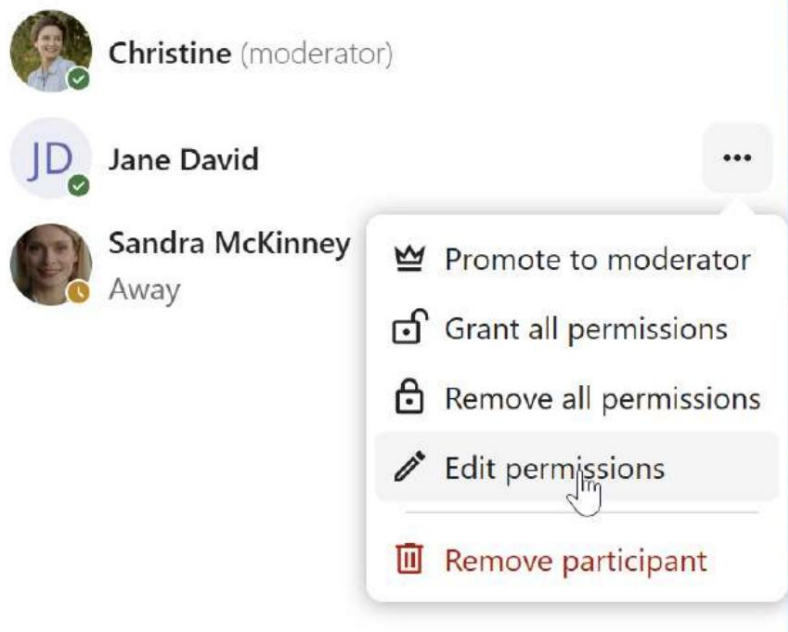 Christine (moderator)
JD
Jane David
Sandra McKinney
Away
Promote to moderator
Grant all permissions
Remove all permissions
Edit permissions
Remove participant